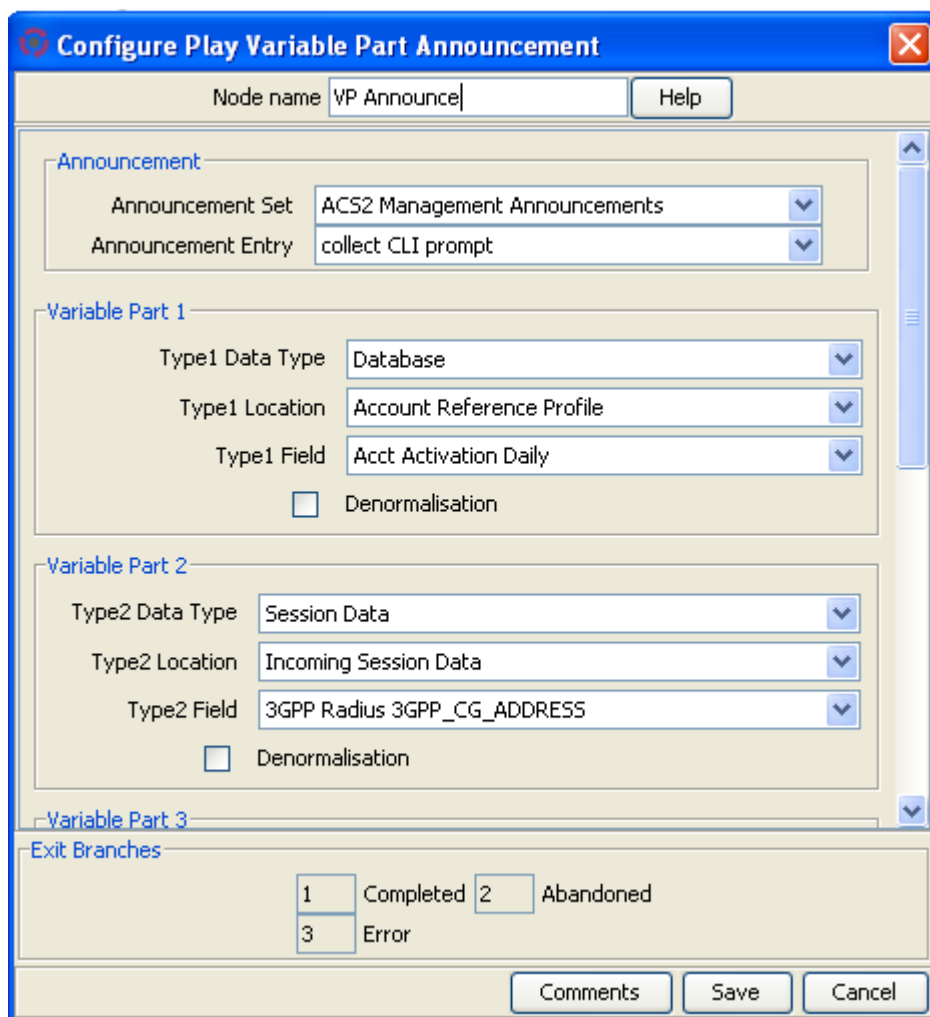 Configure Play Variable Part Announcement
Node name VP Announce Help
Announcement
Announcement Set ACS2 Management Announcements
Announcement Entry collect CLI prompt
Variable Part 1
Type1 Data Type Database
Type1 Location Account Reference Profile
Type1 Field Acct Activation Daily
Denormalisation
Variable Part 2
Type2 Data Type Session Data
Type2 Location Incoming Session Data
Type2 Field 3GPP Radius 3GPP_CG_ADDRESS
Denormalisation
Variable Part 3
Exit Branches
1 Completed 2 Abandoned
3 Error
Comments Save Cancel